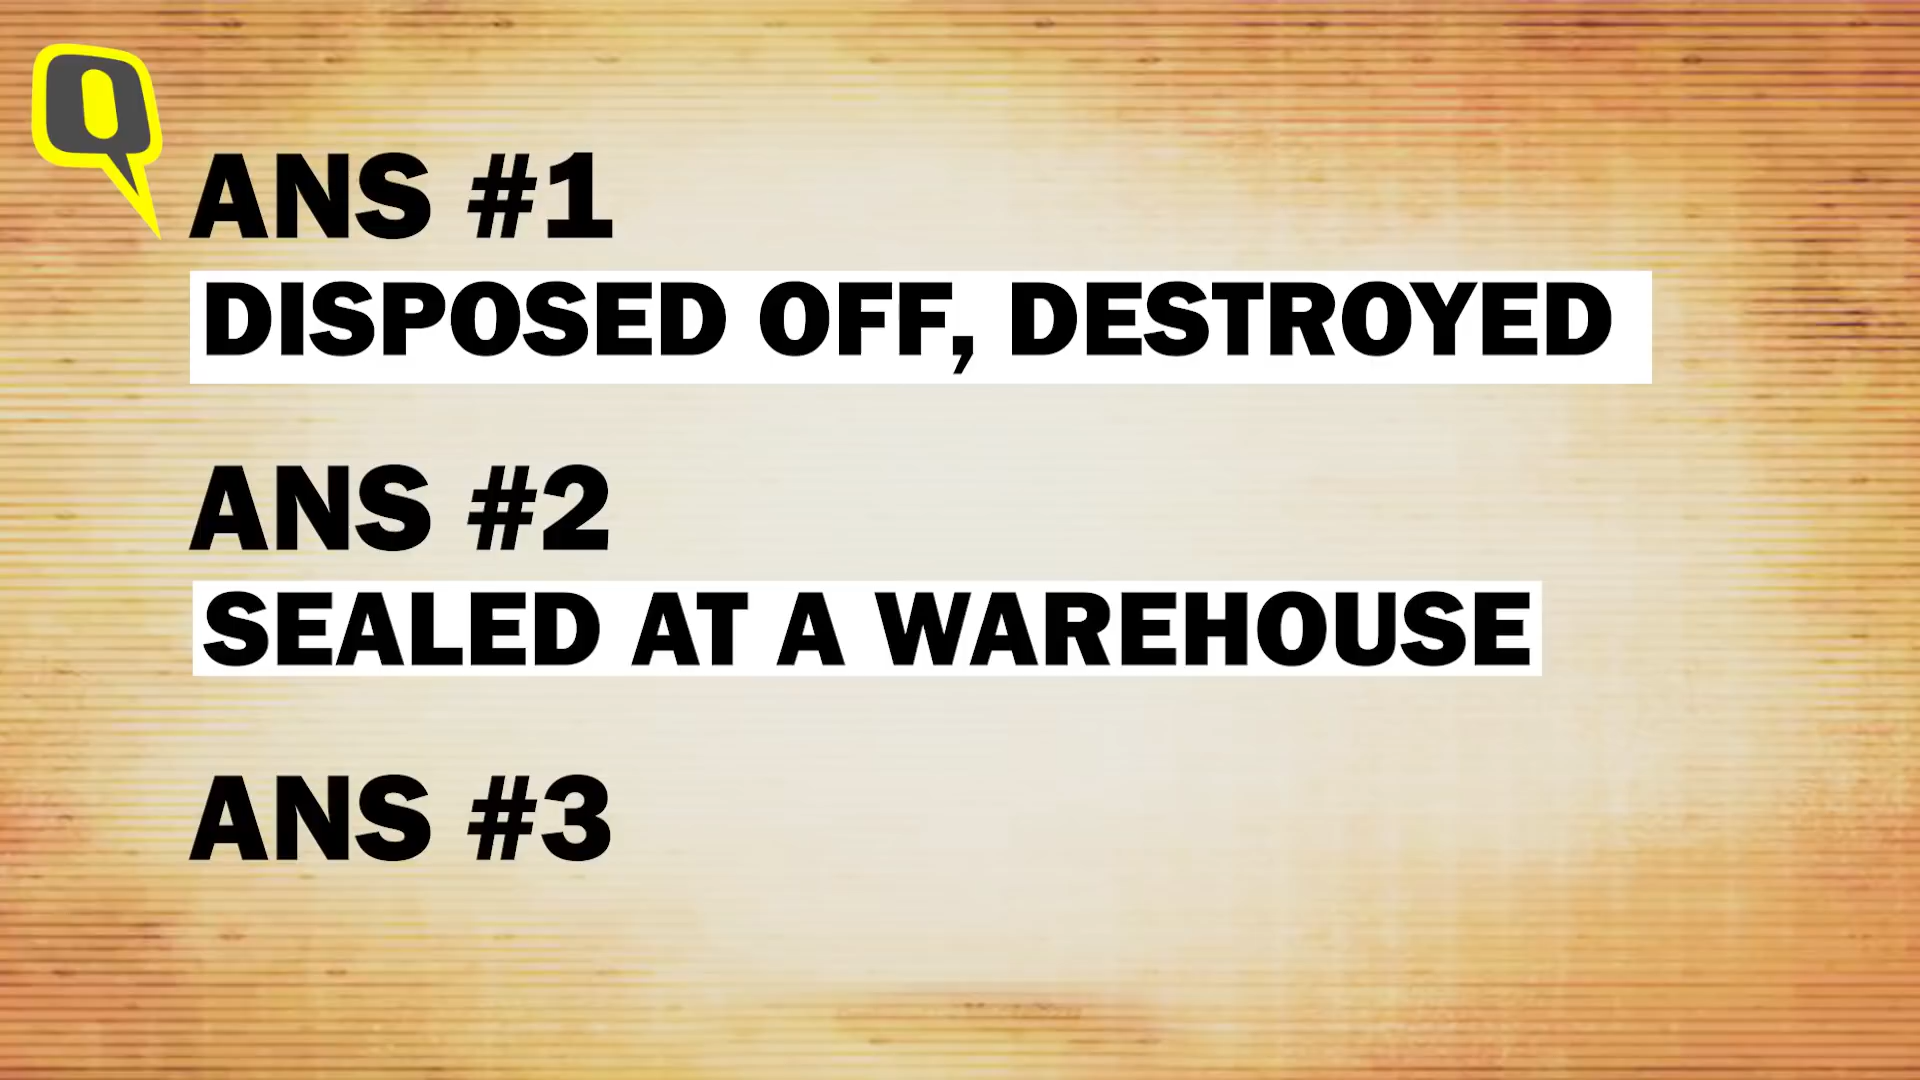 Q
ANS #1
DISPOSED OFF, DESTROYED
ANS #2
SEALED AT A WAREHOUSE
ANS #3